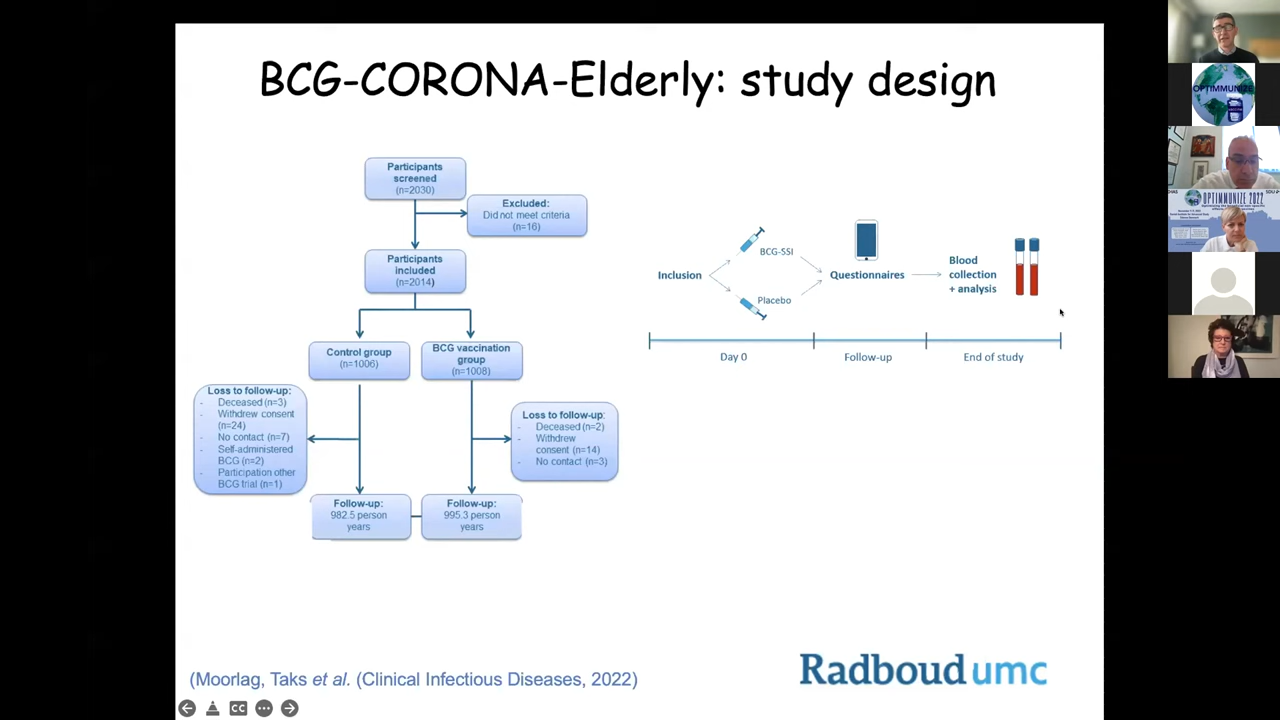 BCG-CORONA-Elderly: study design
Participants
screened
(n=2030)
Excluded:
Did not meet criteria
(n=16)
Participants
included
(n=2014)
Control group
(n=1006)
BCG vaccination
group
(n=1008)
Loss to follow-up:
- Deceased (n=3)
- Withdrew consent
(n=24)
- No contact (n=7)
- Self-administered
BCG (n=2)
- Participation other
BCG trial (n=1)
Loss to follow-up:
- Deceased (n=2)
- Withdrew
consent (n=14)
- No contact (n=3)
Follow-up:
982.5 person
years
Follow-up:
995.3 person
years
Inclusion
BCG-SSI
Placebo
Questionnaires
Blood
collection
+ analysis
Day 0
Follow-up
End of study
(Moorlag, Taks et al. (Clinical Infectious Diseases, 2022)
Radboudumc
CC
OPTIMMUNIZE
OPTIMMUNIZE 2022